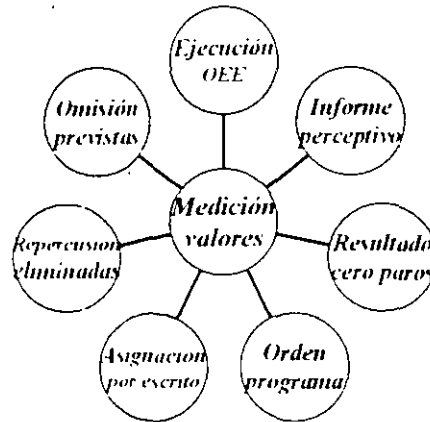 Ejecución
OEE
Informe
perceptivo
Resultado
cero paros
Orden
programa
Asignacion
por escrito
Repercusion
eliminadas
Omisión
previstas
Medición
valores